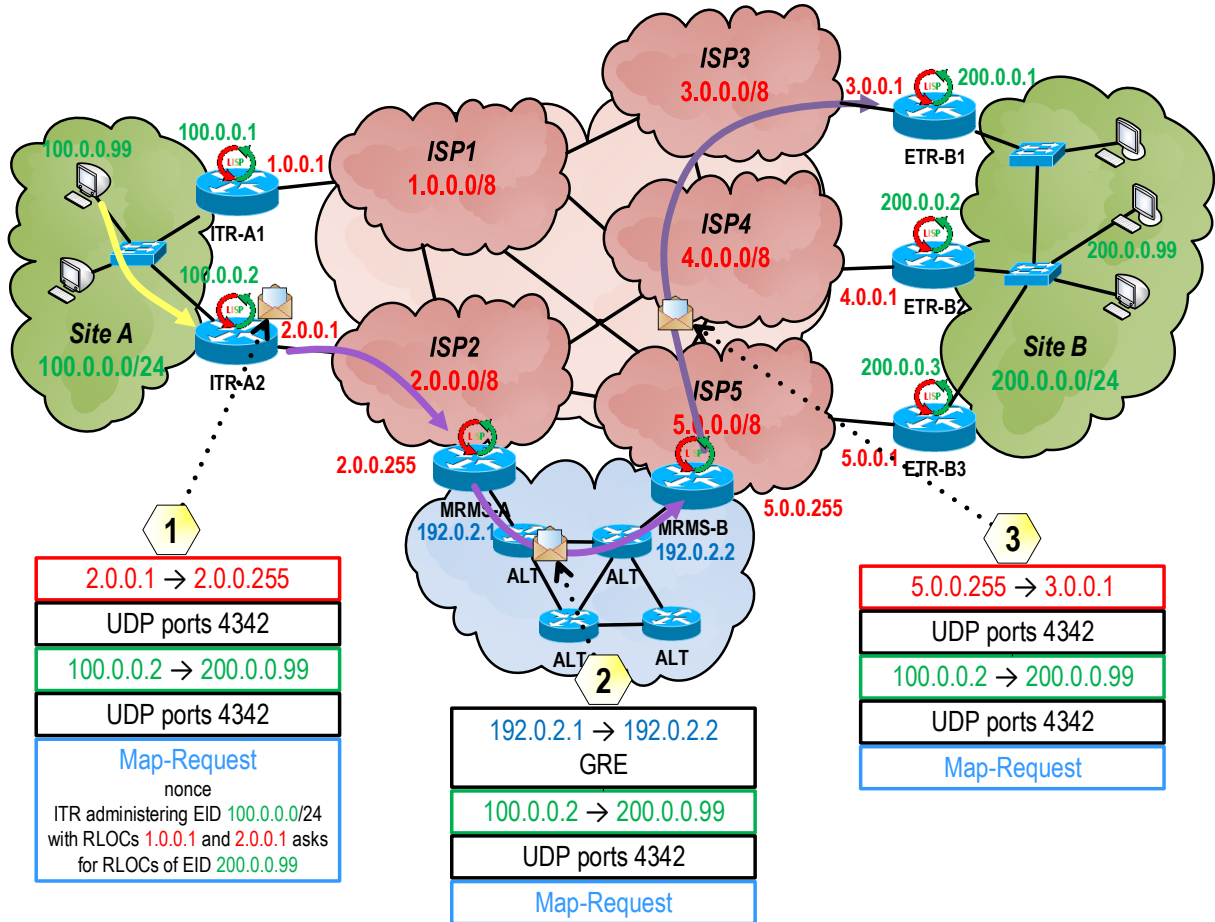 ISP3
3.0.0.0/8
3.0.0.1
200.0.0.1
LISP
ETR-B1
100.0.0.1
100.0.0.99
LISP
1.0.0.1
ITR-A1
ISP1
1.0.0.0/8
ISP4
4.0.0.0/8
200.0.0.2
LISP
4.0.0.1
ETR-B2
200.0.0.99
100.0.0.2
LISP
2.0.0.1
ITR-A2
Site A
100.0.0.0/24
ISP2
2.0.0.0/8
ISP5
5.0.0.0/8
200.0.0.3
LISP
5.0.0.1
ETR-B3
Site B
200.0.0.0/24
LISP
2.0.0.255
MRMS-A
192.0.2.1
LISP
5.0.0.255
MRMS-B
192.0.2.2
ALT
ALT
ALT
ALT
1
2.0.0.1 → 2.0.0.255
UDP ports 4342
100.0.0.2 → 200.0.0.99
UDP ports 4342
Map-Request
nonce
ITR administering EID 100.0.0.0/24
with RLOCs 1.0.0.1 and 2.0.0.1 asks
for RLOCs of EID 200.0.0.99
2
192.0.2.1 → 192.0.2.2
GRE
100.0.0.2 → 200.0.0.99
UDP ports 4342
Map-Request
3
5.0.0.255 → 3.0.0.1
UDP ports 4342
100.0.0.2 → 200.0.0.99
UDP ports 4342
Map-Request